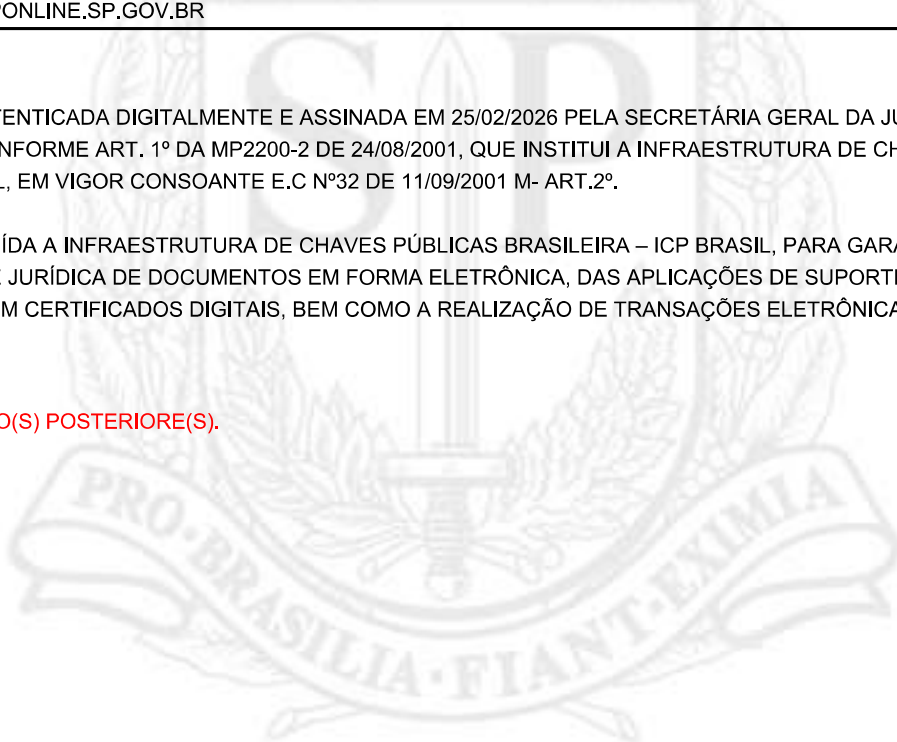 PONLINE.SP.GOV.BR
TENTICADA DIGITALMENTE E ASSINADA EM 25/02/2026 PELA SECRETÁRIA GERAL DA JU
NFORME ART. 1º DA MP2200-2 DE 24/08/2001, QUE INSTITUI A INFRAESTRUTURA DE CH
L, EM VIGOR CONSOANTE E.C Nº32 DE 11/09/2001 M- ART.2º.
ÍDA A INFRAESTRUTURA DE CHAVES PÚBLICAS BRASILEIRA – ICP BRASIL, PARA GARA
E JURÍDICA DE DOCUMENTOS EM FORMA ELETRÔNICA, DAS APLICAÇÕES DE SUPORT
M CERTIFICADOS DIGITAIS, BEM COMO A REALIZAÇÃO DE TRANSAÇÕES ELETRÔNICA
O(S) POSTERIORE(S).
SP
PRO·BRASILIA·FIANT·EXIMIA